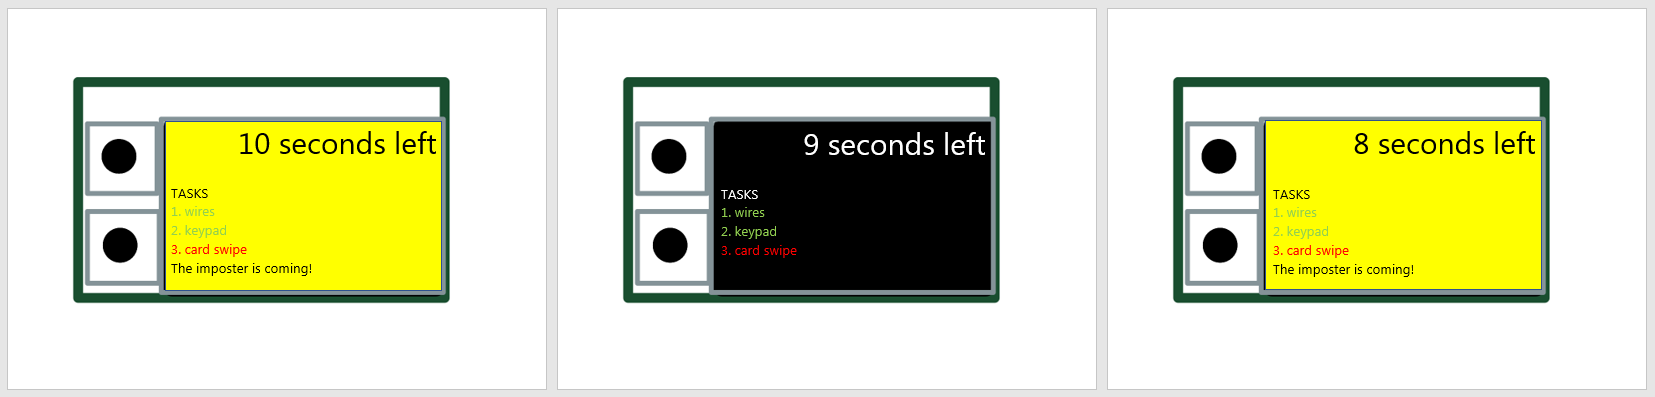 10 seconds left
TASKS
1. wires
2. keypad
3. card swipe
The imposter is coming!
9 seconds left
TASKS
1. wires
2. keypad
3. card swipe
8 seconds left
TASKS
1. wires
2. keypad
3. card swipe
The imposter is coming!